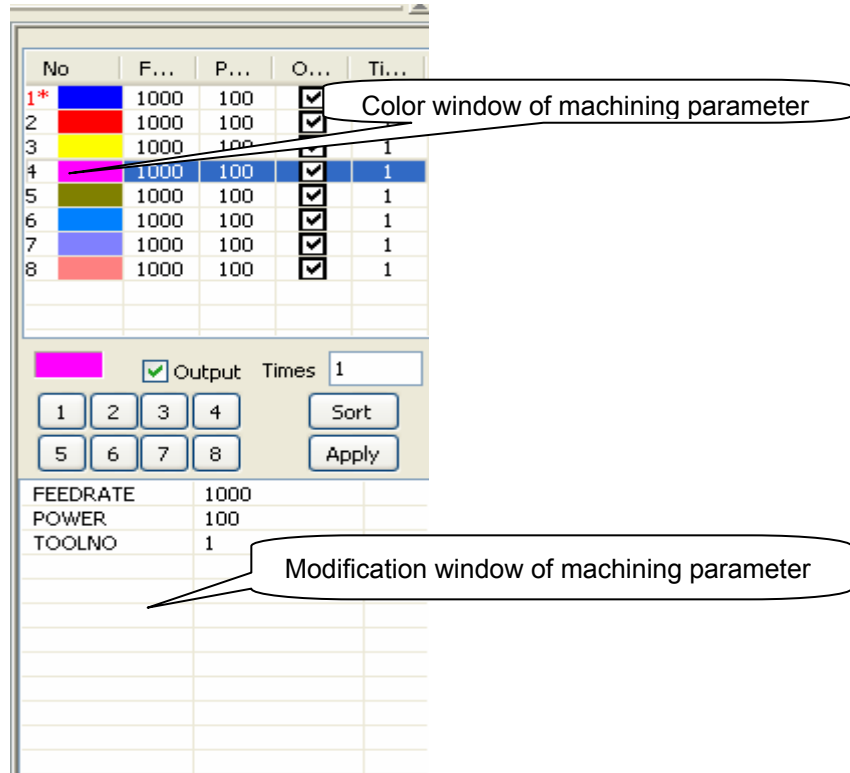 No F... P... O... Ti...
1* 1000 100
Color window of machining parameter
2 1000 100
3 1000 100 1
4 1000 100 1
5 1000 100 1
6 1000 100 1
7 1000 100 1
8 1000 100 1
Output Times 1
1 2 3 4 Sort
5 6 7 8 Apply
FEEDRATE 1000
POWER 100
TOOLNO 1
Modification window of machining parameter